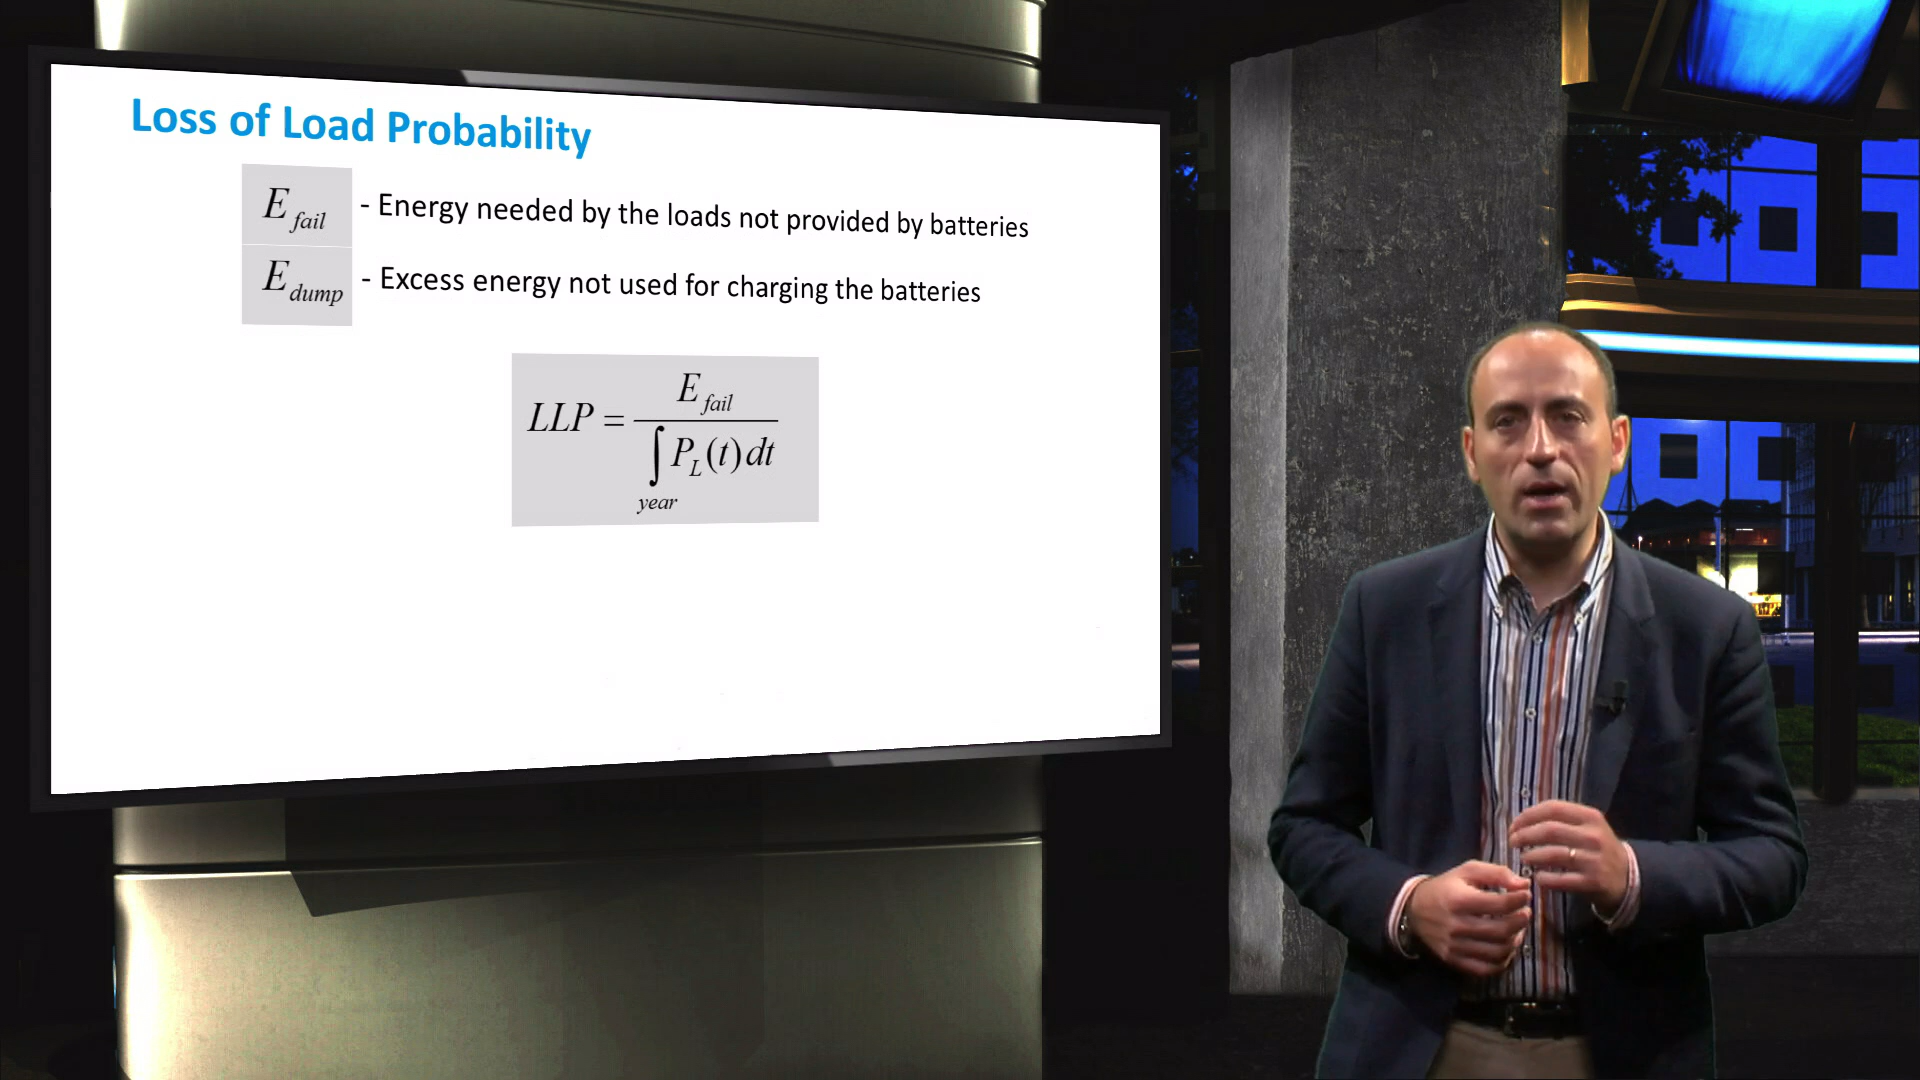 Loss of Load Probability
E fail - Energy needed by the loads not provided by batteries
E dump - Excess energy not used for charging the batteries
LLP = E fail / ∫ year P L (t) dt